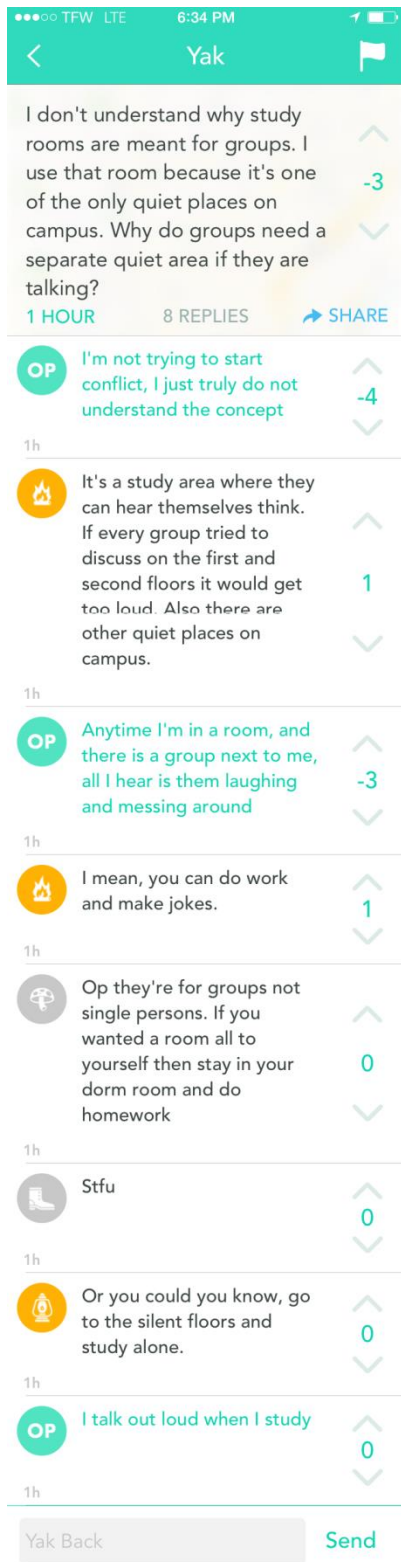 TFW LTE 6:34 PM
Yak
I don't understand why study
rooms are meant for groups. I
use that room because it's one
of the only quiet places on
campus. Why do groups need a
separate quiet area if they are
talking?
-3
1 HOUR 8 REPLIES SHARE
OP
I'm not trying to start
conflict, I just truly do not
understand the concept
-4
1h
It's a study area where they
can hear themselves think.
If every group tried to
discuss on the first and
second floors it would get
too loud. Also there are
other quiet places on
campus.
1
1h
OP
Anytime I'm in a room, and
there is a group next to me,
all I hear is them laughing
and messing around
-3
1h
I mean, you can do work
and make jokes.
1
1h
Op they're for groups not
single persons. If you
wanted a room all to
yourself then stay in your
dorm room and do
homework
0
1h
Stfu
0
1h
Or you could you know, go
to the silent floors and
study alone.
0
1h
OP
I talk out loud when I study
0
1h
Yak Back Send